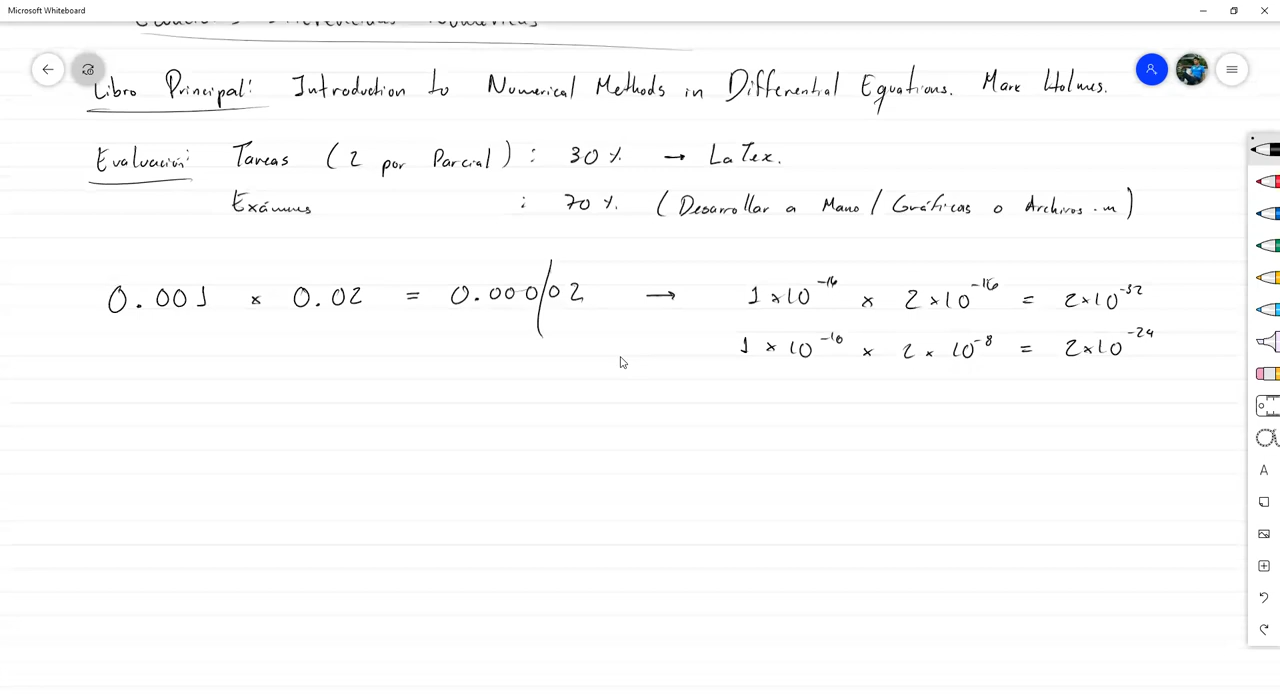 Microsoft Whiteboard
Libro Principal: Introduction to Numerical Methods in Differential Equations. Mark Holmes.
Evaluación: Tareas (2 por Parcial) : 30 % → LaTex.
Exámenes : 70 %. (Desarrollar a Mano / Gráficas o Archivos .m)
0.001 × 0.02 = 0.000/02 → 1×10⁻¹⁶ × 2×10⁻¹⁶ = 2×10⁻³²
1 × 10⁻¹⁶ × 2 × 10⁻⁸ = 2×10⁻²⁴
A